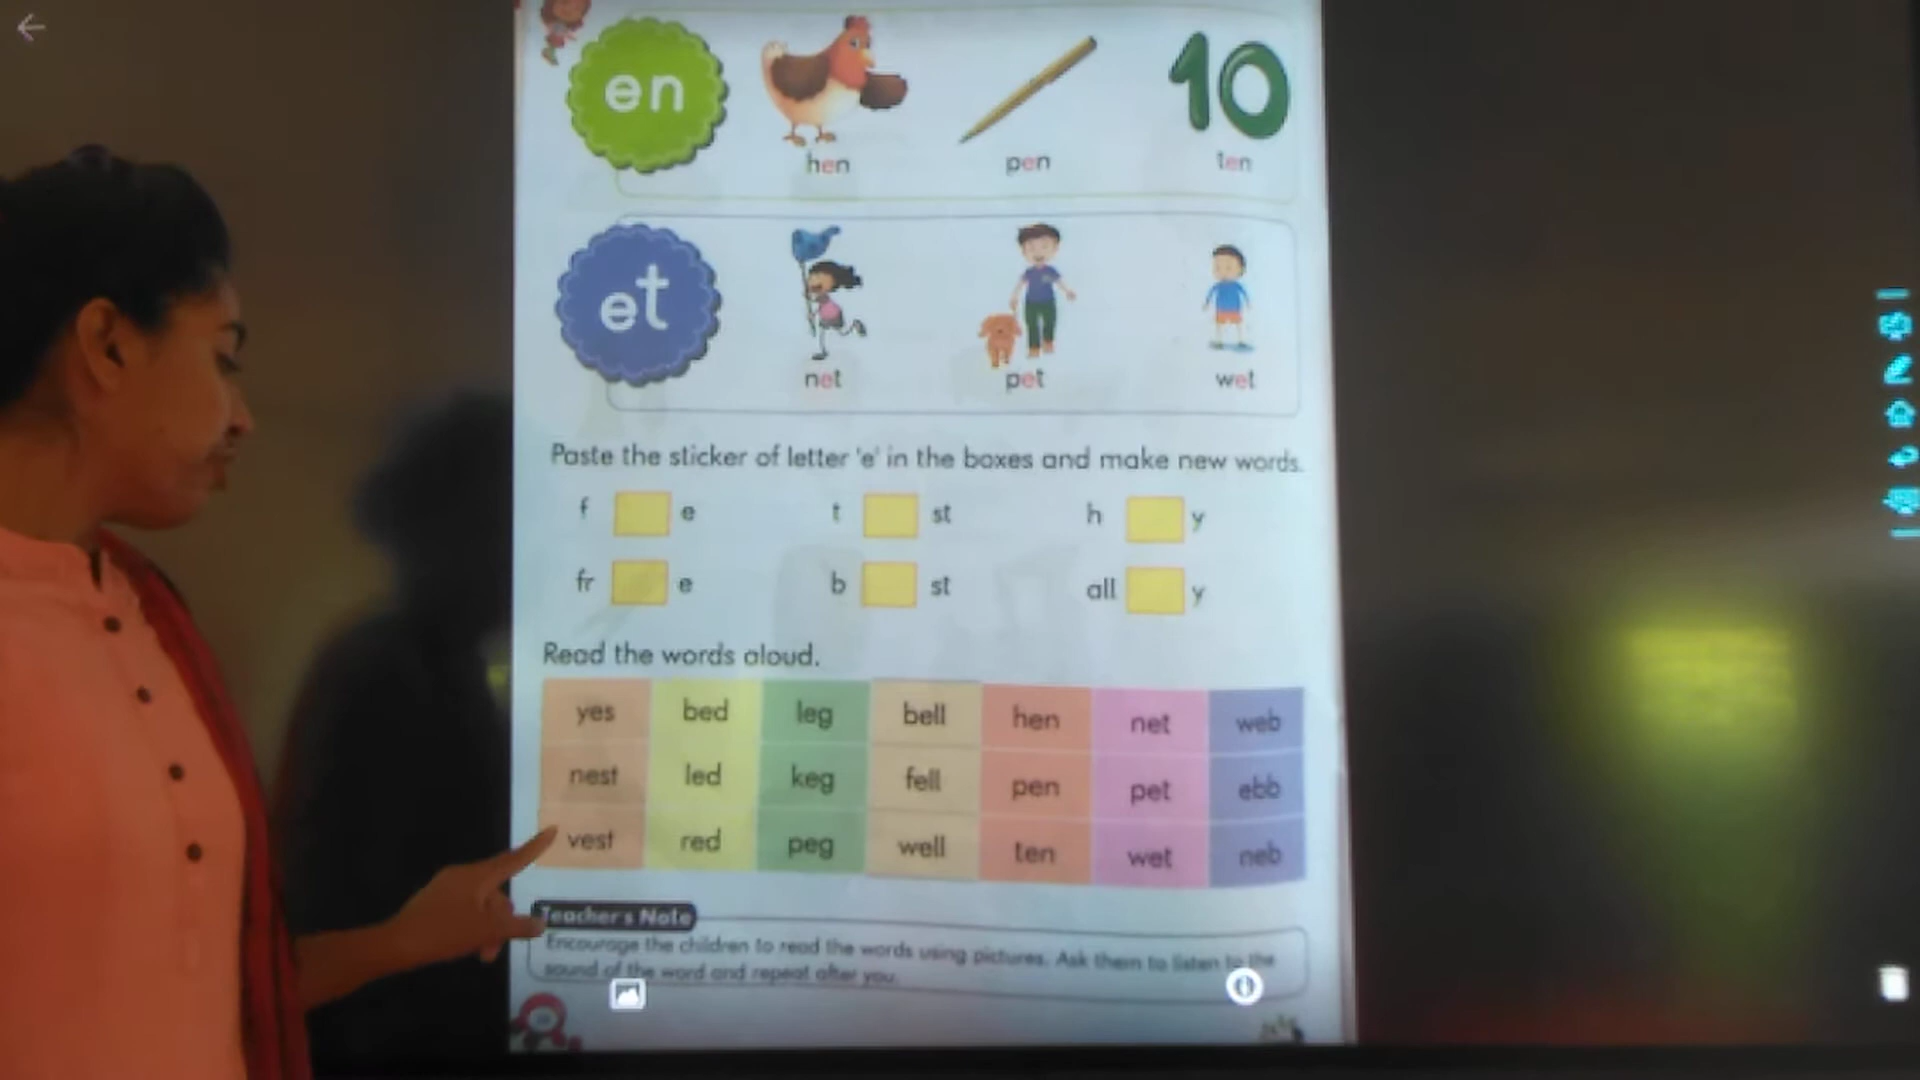 en
10
hen pen ten
et
net pet wet
Paste the sticker of letter 'e' in the boxes and make new words.
f e t st h y
fr e b st all y
Read the words aloud.
yes bed leg bell hen net web
nest led keg fell pen pet ebb
vest red peg well ten wet neb
Teacher's Note
Encourage the children to read the words using pictures. Ask them to listen to the
sound of the word and repeat after you.